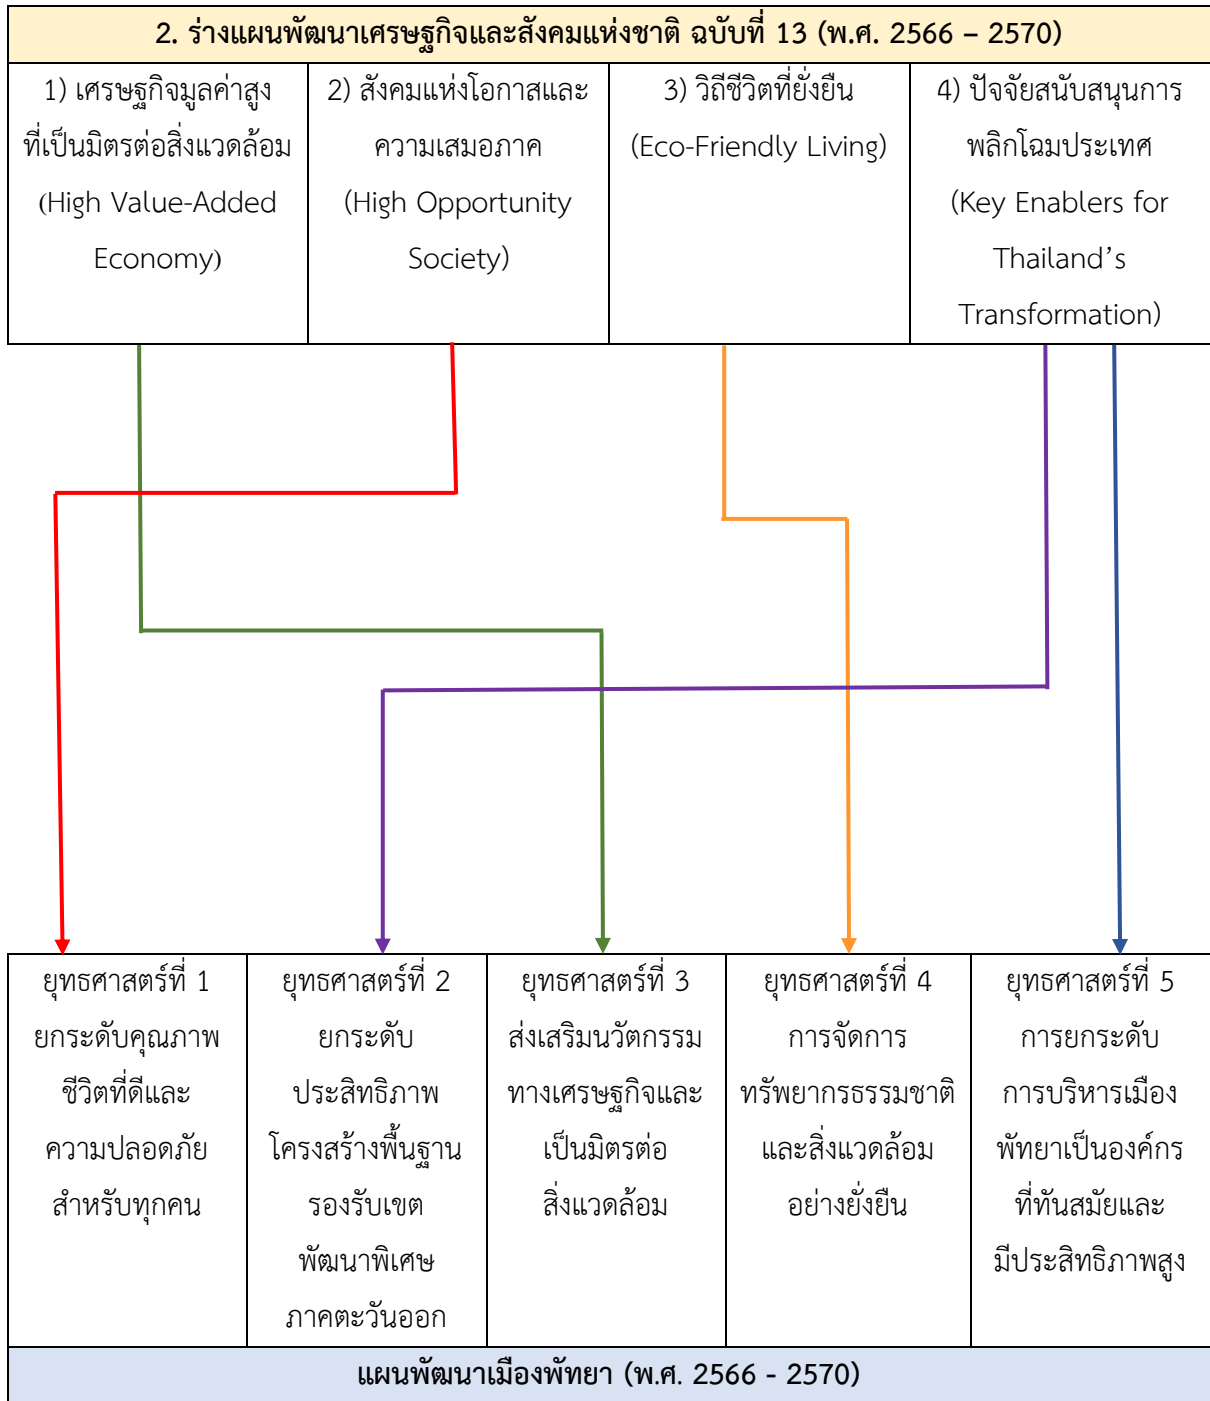 2. ร่างแผนพัฒนาเศรษฐกิจและสังคมแห่งชาติ ฉบับที่ 13 (พ.ศ. 2566 – 2570)
1) เศรษฐกิจมูลค่าสูง
ที่เป็นมิตรต่อสิ่งแวดล้อม
(High Value-Added
Economy)
2) สังคมแห่งโอกาสและ
ความเสมอภาค
(High Opportunity
Society)
3) วิถีชีวิตที่ยั่งยืน
(Eco-Friendly Living)
4) ปัจจัยสนับสนุนการ
พลิกโฉมประเทศ
(Key Enablers for
Thailand’s
Transformation)
ยุทธศาสตร์ที่ 1
ยกระดับคุณภาพ
ชีวิตที่ดีและ
ความปลอดภัย
สำหรับทุกคน
ยุทธศาสตร์ที่ 2
ยกระดับ
ประสิทธิภาพ
โครงสร้างพื้นฐาน
รองรับเขต
พัฒนาพิเศษ
ภาคตะวันออก
ยุทธศาสตร์ที่ 3
ส่งเสริมนวัตกรรม
ทางเศรษฐกิจและ
เป็นมิตรต่อ
สิ่งแวดล้อม
ยุทธศาสตร์ที่ 4
การจัดการ
ทรัพยากรธรรมชาติ
และสิ่งแวดล้อม
อย่างยั่งยืน
ยุทธศาสตร์ที่ 5
การยกระดับ
การบริหารเมือง
พัทยาเป็นองค์กร
ที่ทันสมัยและ
มีประสิทธิภาพสูง
แผนพัฒนาเมืองพัทยา (พ.ศ. 2566 - 2570)